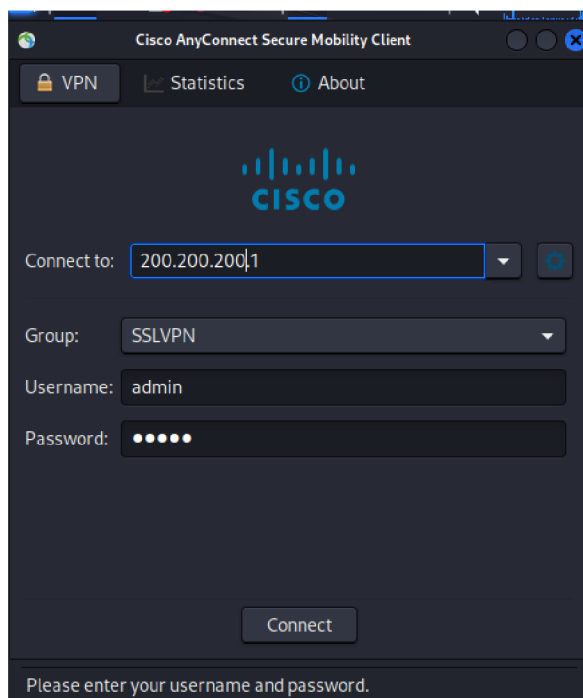 Cisco AnyConnect Secure Mobility Client
VPN Statistics About
CISCO
Connect to: 200.200.200.1
Group: SSLVPN
Username: admin
Password: •••••
Connect
Please enter your username and password.